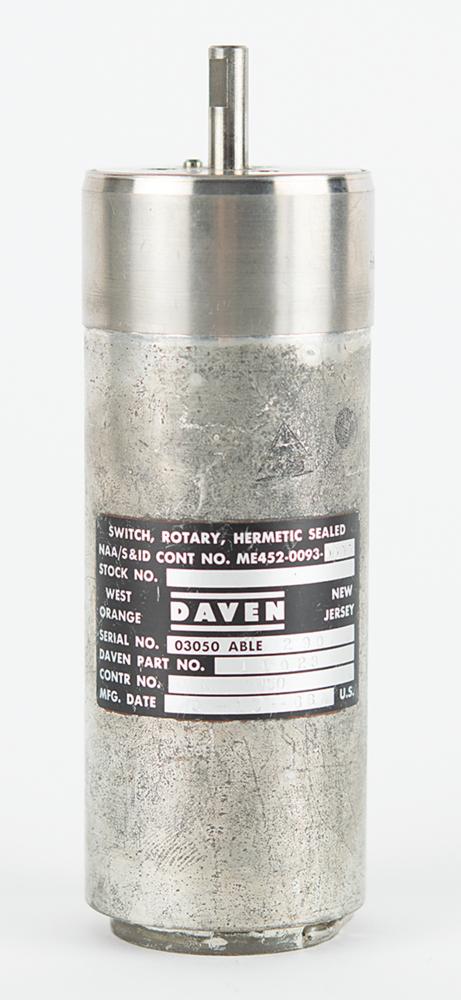 SWITCH, ROTARY, HERMETIC SEALED
NAA/S&ID CONT NO. ME452-0093-
STOCK NO.
WEST ORANGE DAVEN NEW JERSEY
SERIAL NO. 03050 ABLE 290
DAVEN PART NO.
CONTR NO.
MFG. DATE U.S.